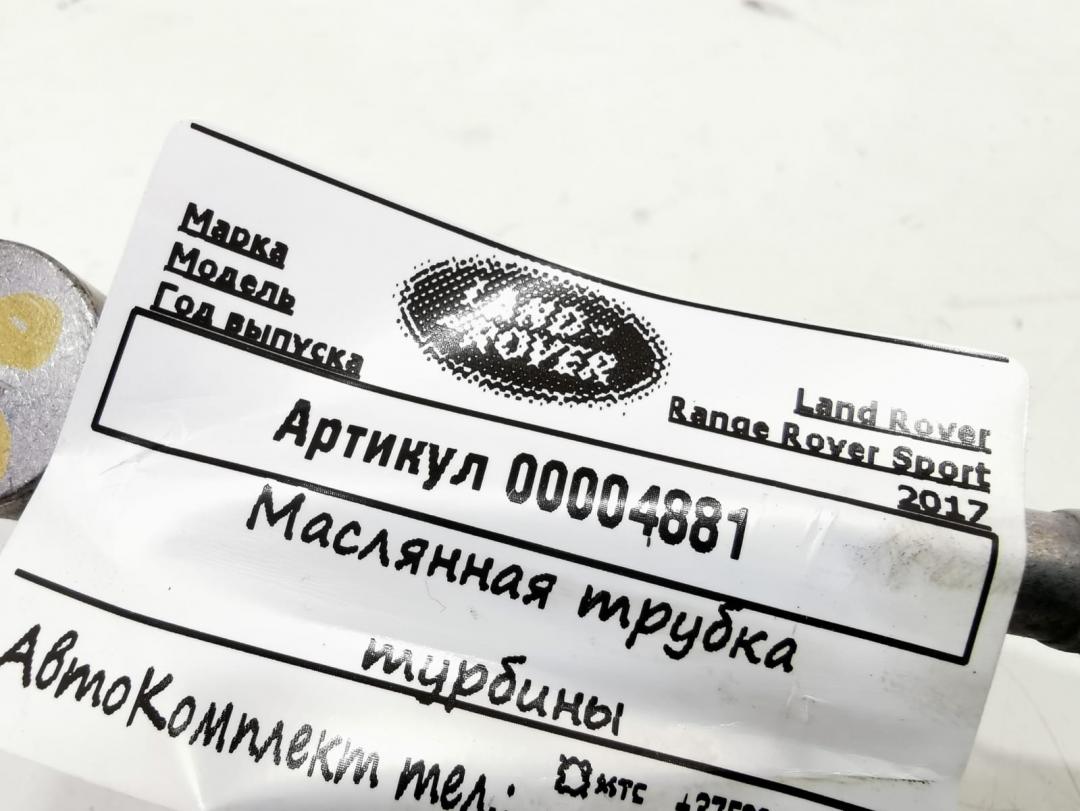 Марка
Модель
Год выпуска
LAND
ROVER
Land Rover
Range Rover Sport
2017
Артикул 00004881
Маслянная трубка
турбины
АвтоКомплект тел.: мтс